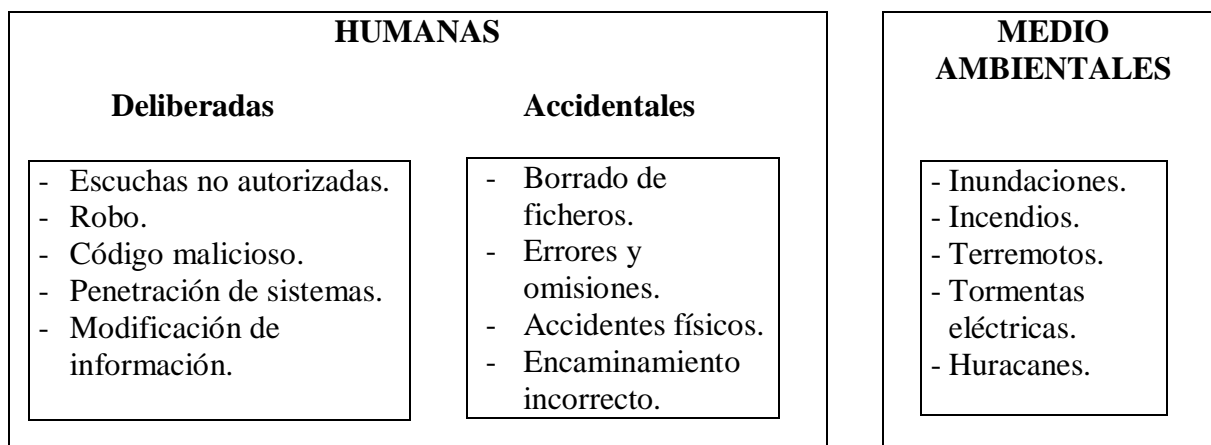 HUMANAS
Deliberadas
- Escuchas no autorizadas.
- Robo.
- Código malicioso.
- Penetración de sistemas.
- Modificación de
información.
Accidentales
- Borrado de
ficheros.
- Errores y
omisiones.
- Accidentes físicos.
- Encaminamiento
incorrecto.
MEDIO
AMBIENTALES
- Inundaciones.
- Incendios.
- Terremotos.
- Tormentas
eléctricas.
- Huracanes.